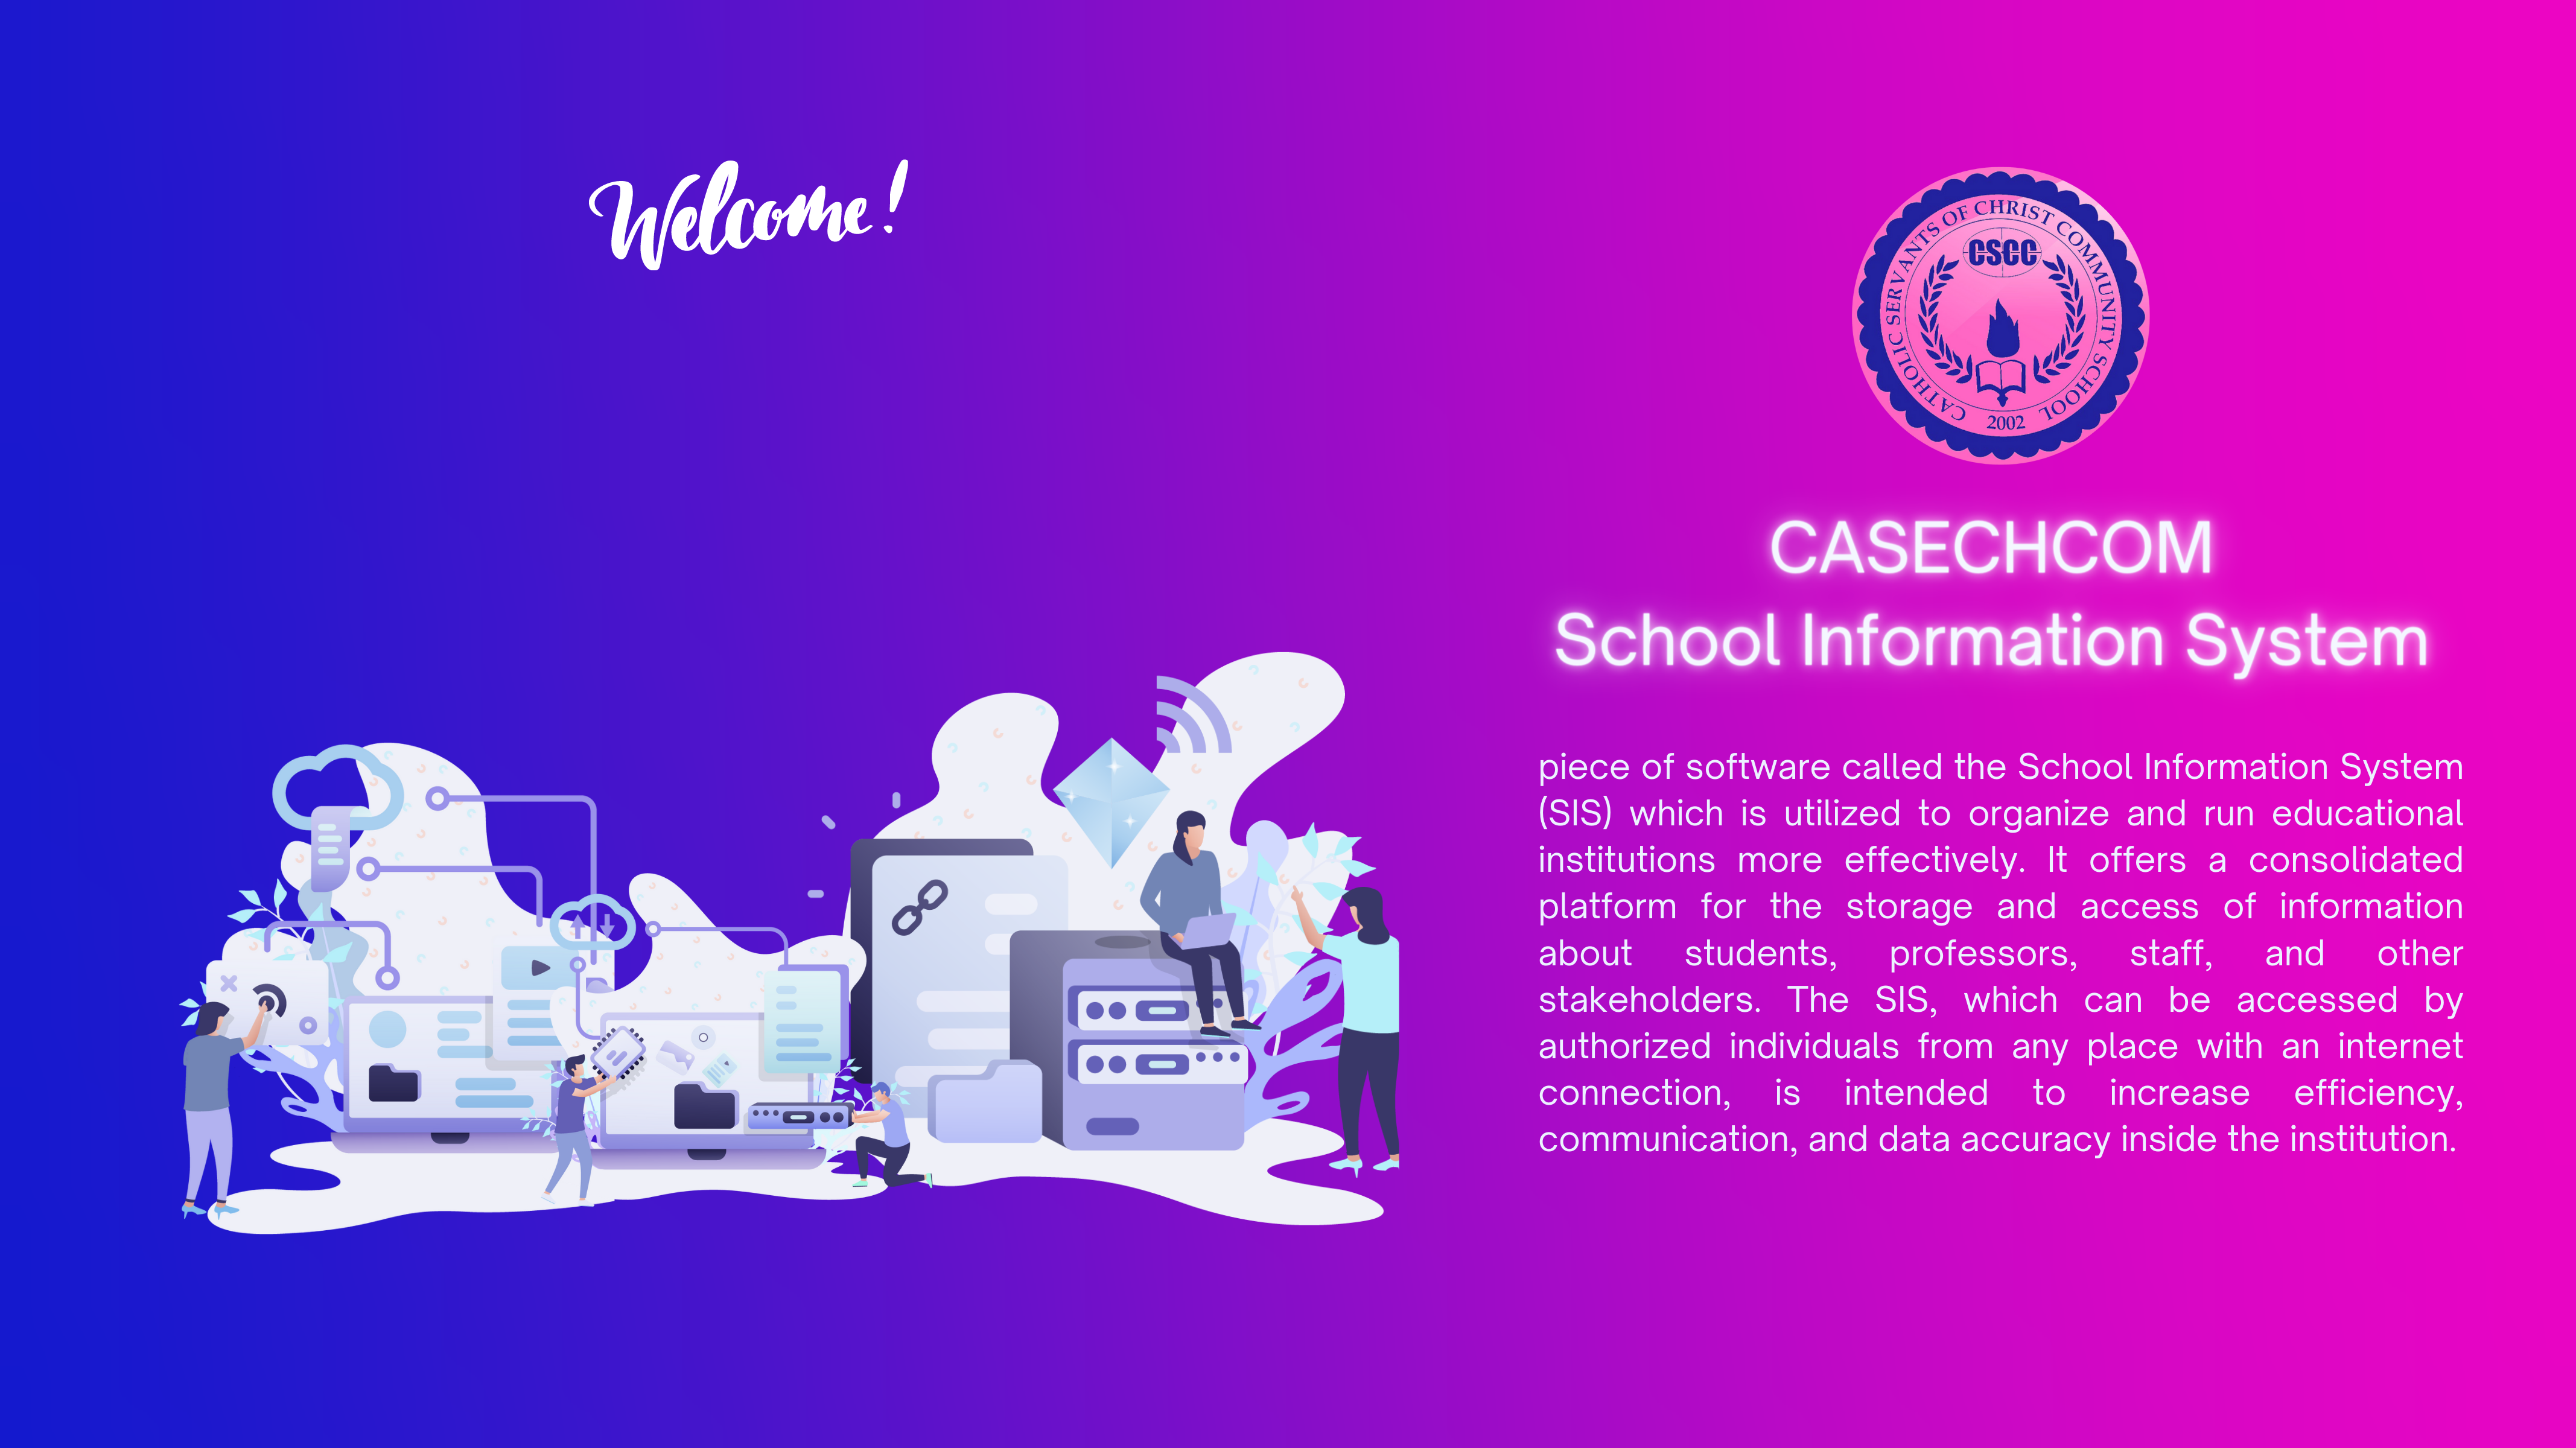 Welcome!
CATHOLIC SERVANTS OF CHRIST COMMUNITY SCHOOL
CSCC
2002
CASECHCOM
School Information System
piece of software called the School Information System
(SIS) which is utilized to organize and run educational
institutions more effectively. It offers a consolidated
platform for the storage and access of information
about students, professors, staff, and other
stakeholders. The SIS, which can be accessed by
authorized individuals from any place with an internet
connection, is intended to increase efficiency,
communication, and data accuracy inside the institution.